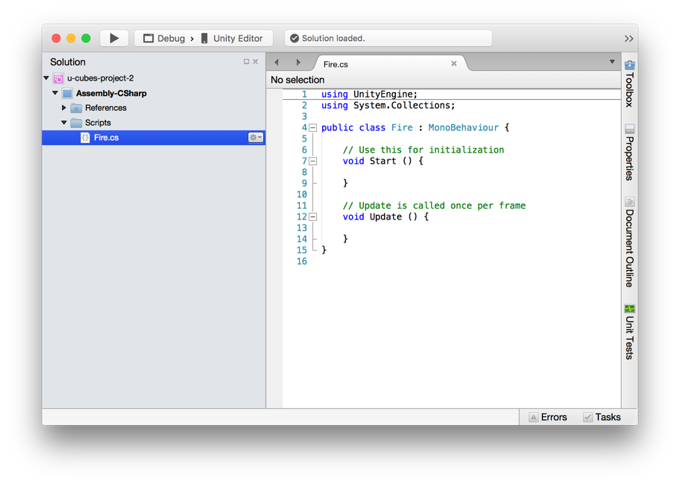 Debug › Unity Editor
Solution loaded.
Solution
u-cubes-project-2
Assembly-CSharp
References
Scripts
Fire.cs
Fire.cs
No selection
1 using UnityEngine;
2 using System.Collections;
3
4 public class Fire : MonoBehaviour {
5
6 // Use this for initialization
7 void Start () {
8
9 }
10
11 // Update is called once per frame
12 void Update () {
13
14 }
15 }
16
Toolbox
Properties
Document Outline
Unit Tests
Errors
Tasks